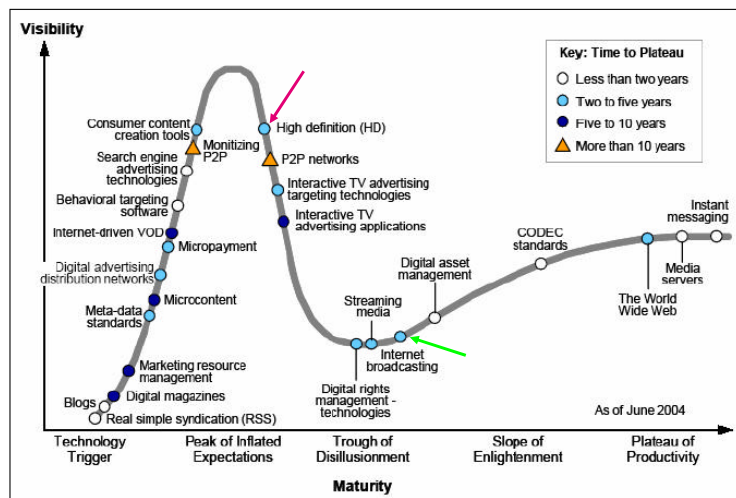 Visibility
Key: Time to Plateau
Less than two years
Two to five years
Five to 10 years
More than 10 years
Consumer content
creation tools
Monitizing
P2P
Search engine
advertising
technologies
Behavioral targeting
software
Internet-driven VOD
Micropayment
Digital advertising
distribution networks
Microcontent
Meta-data
standards
Marketing resource
management
Digital magazines
Blogs
Real simple syndication (RSS)
High definition (HD)
P2P networks
Interactive TV advertising
targeting technologies
Interactive TV
advertising applications
Streaming
media
Internet
broadcasting
Digital rights
management -
technologies
Digital asset
management
CODEC
standards
Instant
messaging
Media
servers
The World
Wide Web
As of June 2004
Technology
Trigger
Peak of Inflated
Expectations
Trough of
Disillusionment
Slope of
Enlightenment
Plateau of
Productivity
Maturity